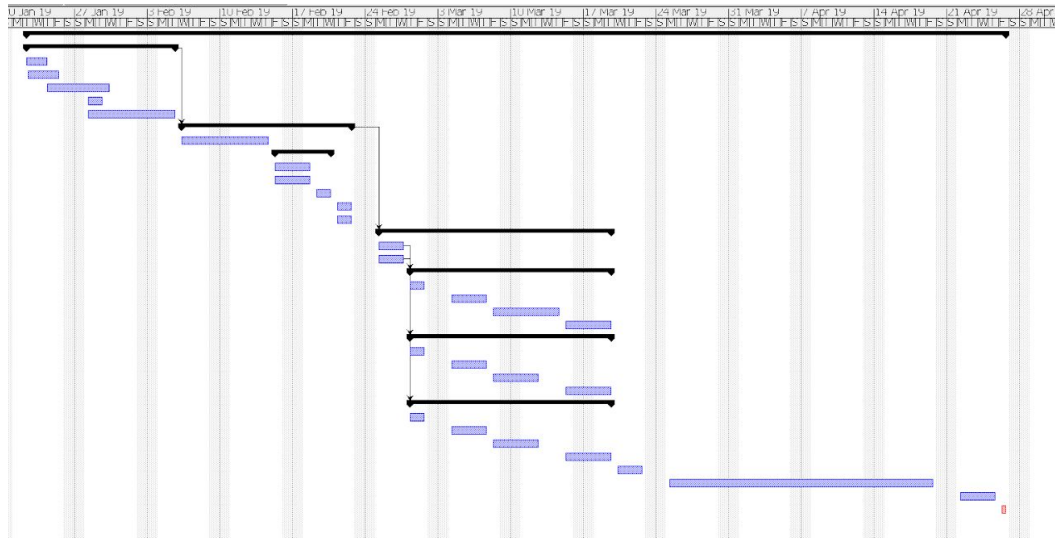 0 Jan 19 27 Jan 19 3 Feb 19 10 Feb 19 17 Feb 19 24 Feb 19 3 Mar 19 10 Mar 19 17 Mar 19 24 Mar 19 31 Mar 19 7 Apr 19 14 Apr 19 21 Apr 19 28 Apr
S M T W T F S S M T W T F S S M T W T F S S M T W T F S S M T W T F S S M T W T F S S M T W T F S S M T W T F S S M T W T F S S M T W T F S S M T W T F S S M T W T F S S M T W T F S S M T W T F S S M T W